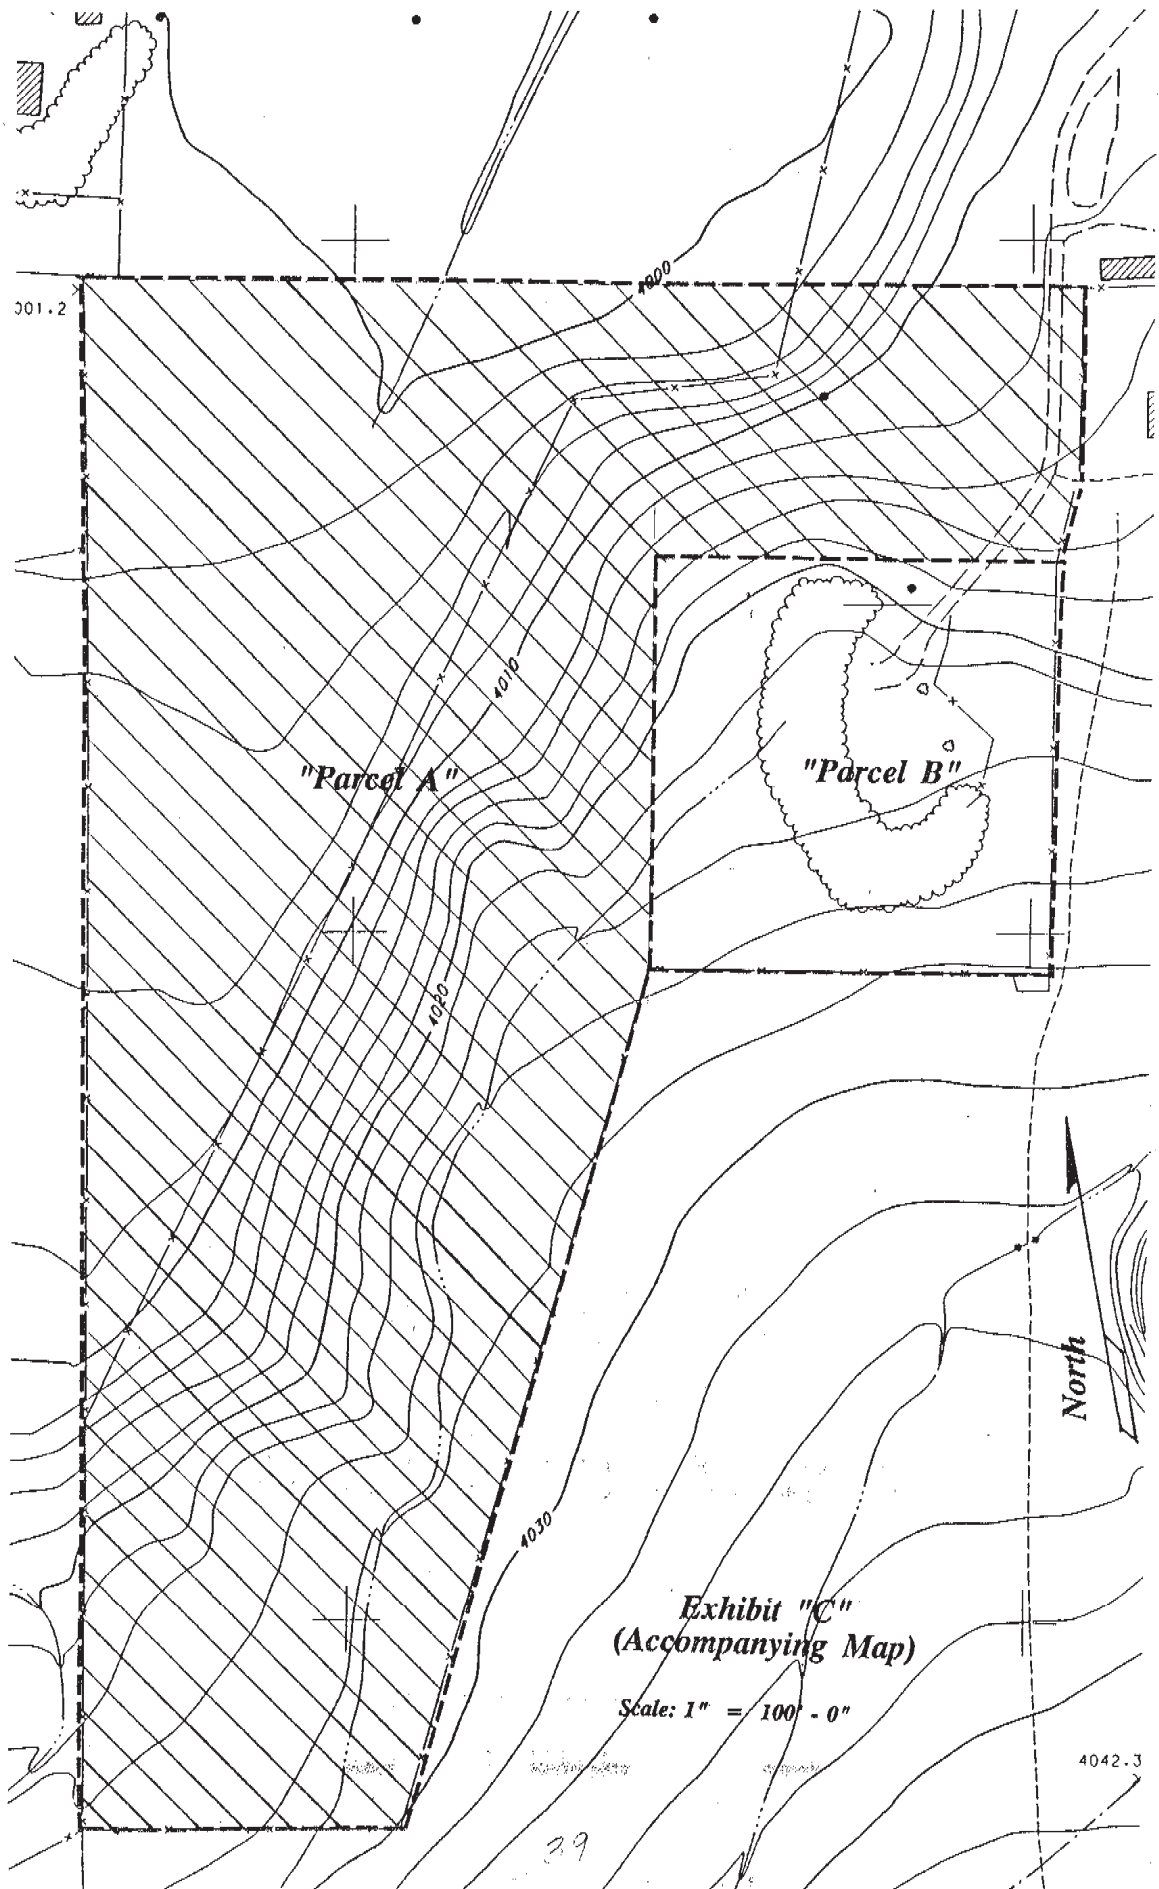 4000
001.2
4010
"Parcel A"
"Parcel B"
4020
North
4030
Exhibit "C"
(Accompanying Map)
Scale: 1" = 100' - 0"
4042.3
39